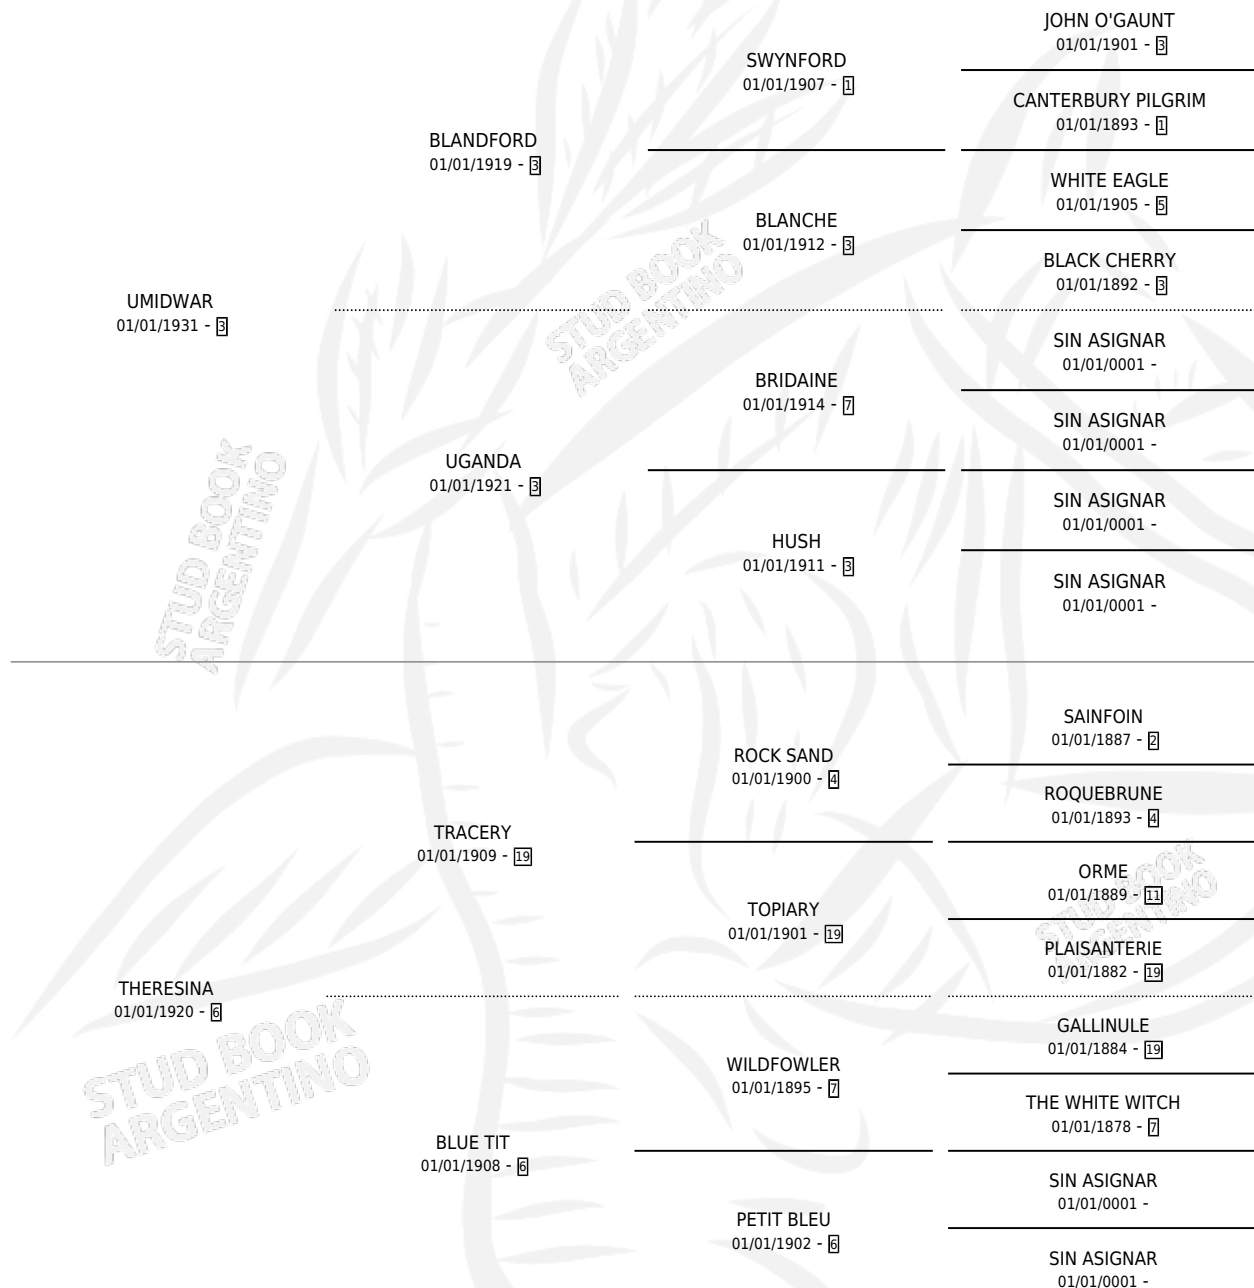 UMIDWAR
01/01/1931 - 3
BLANDFORD
01/01/1919 - 3
SWYNFORD
01/01/1907 - 1
JOHN O'GAUNT
01/01/1901 - 3
CANTERBURY PILGRIM
01/01/1893 - 1
BLANCHE
01/01/1912 - 3
WHITE EAGLE
01/01/1905 - 5
BLACK CHERRY
01/01/1892 - 3
UGANDA
01/01/1921 - 3
BRIDAINE
01/01/1914 - 7
SIN ASIGNAR
01/01/0001 -
SIN ASIGNAR
01/01/0001 -
HUSH
01/01/1911 - 3
SIN ASIGNAR
01/01/0001 -
SIN ASIGNAR
01/01/0001 -
THERESINA
01/01/1920 - 6
TRACERY
01/01/1909 - 19
ROCK SAND
01/01/1900 - 4
SAINFOIN
01/01/1887 - 2
ROQUEBRUNE
01/01/1893 - 4
TOPIARY
01/01/1901 - 19
ORME
01/01/1889 - 11
PLAISANTERIE
01/01/1882 - 19
BLUE TIT
01/01/1908 - 6
WILDFOWLER
01/01/1895 - 7
GALLINULE
01/01/1884 - 19
THE WHITE WITCH
01/01/1878 - 7
PETIT BLEU
01/01/1902 - 6
SIN ASIGNAR
01/01/0001 -
SIN ASIGNAR
01/01/0001 -
STUD BOOK
ARGENTINO
STUD BOOK
ARGENTINO
STUD BOOK
ARGENTINO
STUD BOOK
ARGENTINO